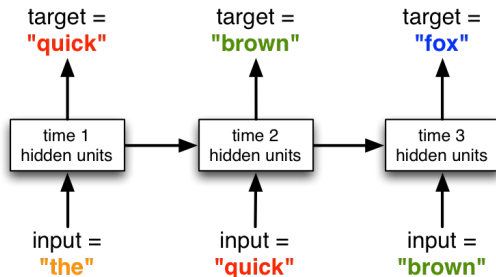 target =
"quick"
target =
"brown"
target =
"fox"
time 1
hidden units
time 2
hidden units
time 3
hidden units
input =
"the"
input =
"quick"
input =
"brown"